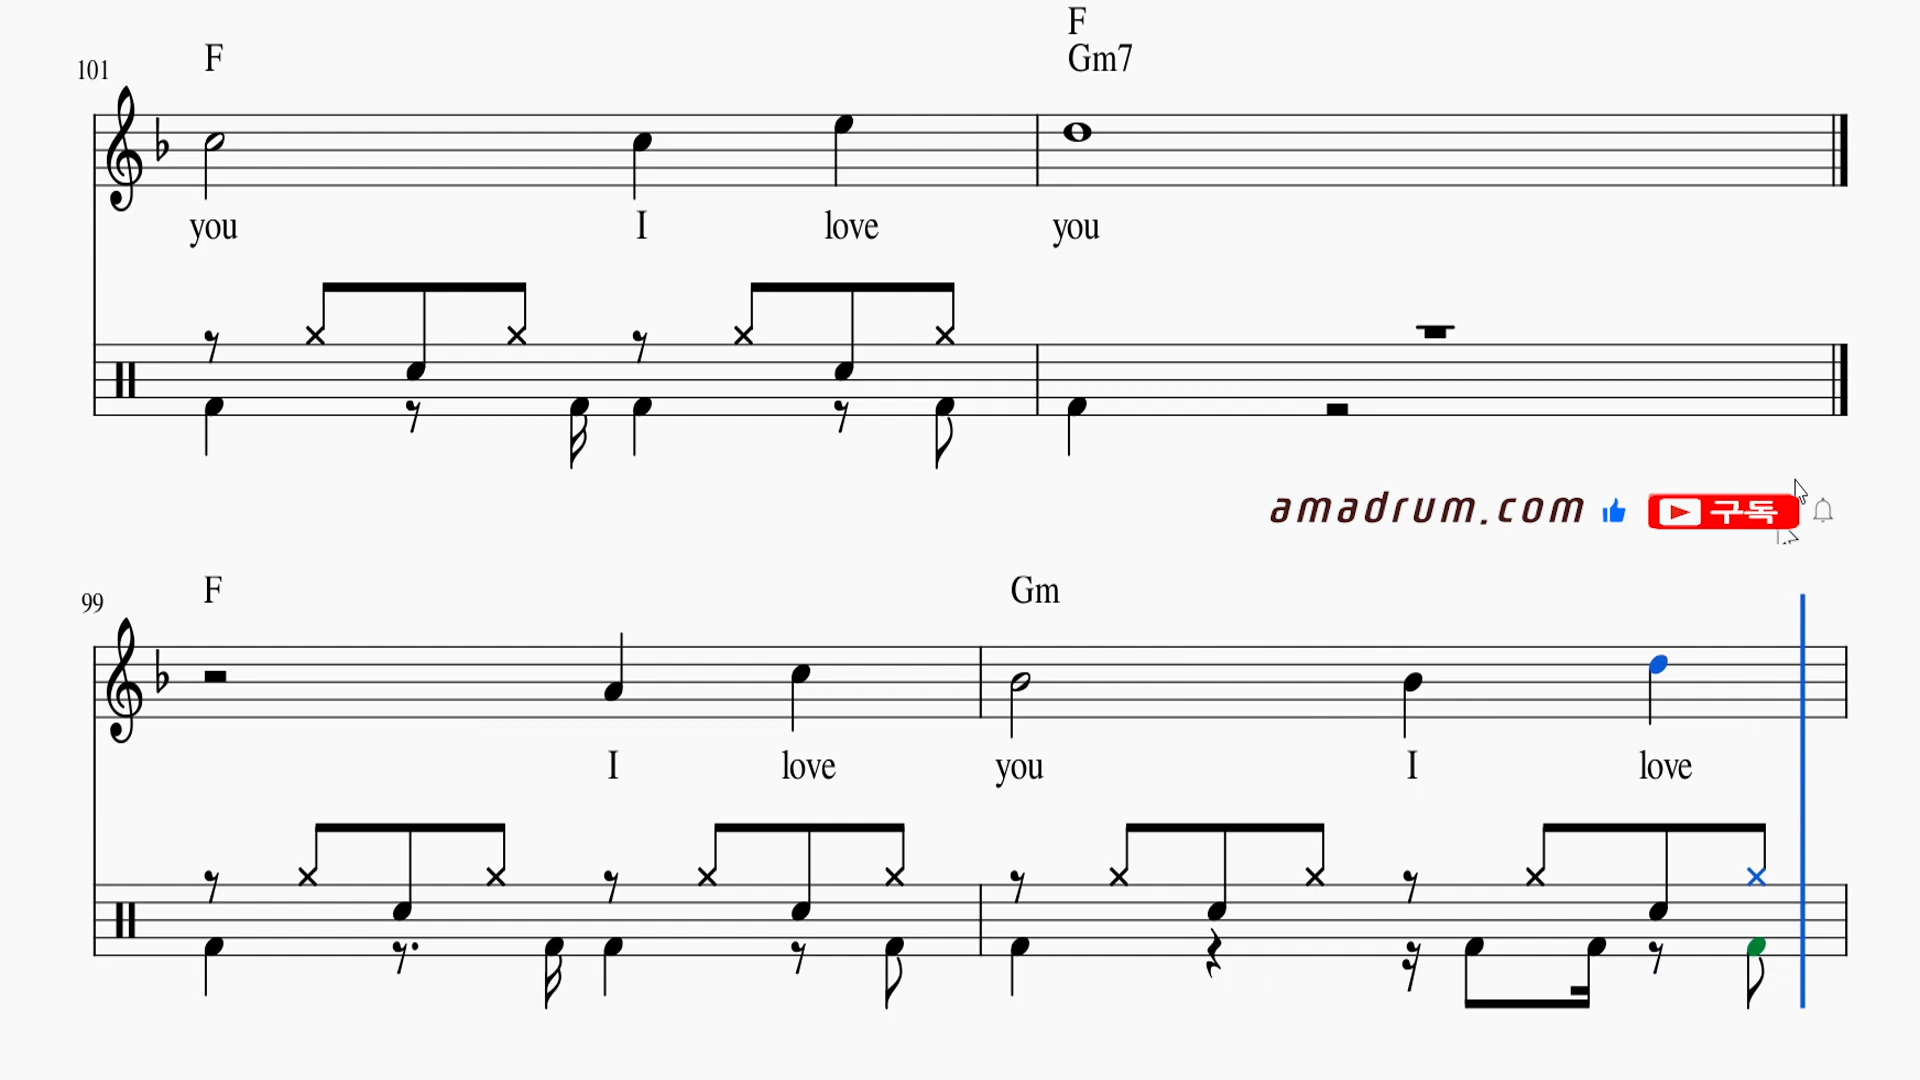 F
101 F Gm7
you I love you
amadrum.com 구독
99 F Gm
I love you I love